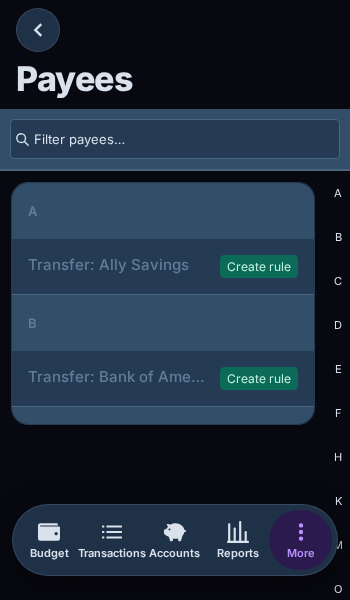 Payees
Filter payees...
A
Transfer: Ally Savings
Create rule
B
Transfer: Bank of Ame...
Create rule
A
B
C
D
E
F
H
K
M
O
Budget
Transactions
Accounts
Reports
More